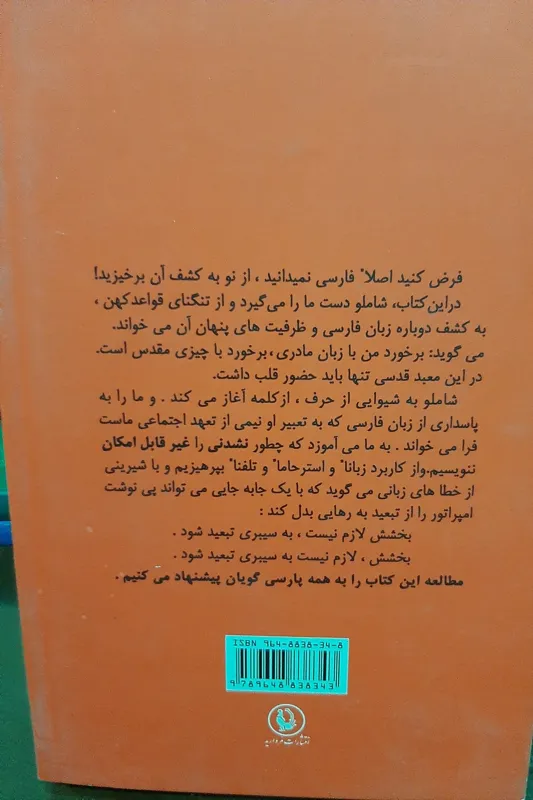 فرض کنید اصلاً فارسی نمیدانید ، از نو به کشف آن برخیزید!
دراین‌کتاب، شاملو دست ما را می‌گیرد و از تنگنای قواعدکهن ،
به کشف دوباره زبان فارسی و ظرفیت های پنهان آن می خواند.
می گوید: برخورد من با زبان مادری،برخورد با چیزی مقدس است.
در این معبد قدسی تنها باید حضور قلب داشت.
شاملو به شیوایی از حرف ، ازکلمه آغاز می کند . و ما را به
پاسداری از زبان فارسی که به تعبیر او نیمی از تعهد اجتماعی ماست
فرا می خواند . به ما می آموزد که چطور نشدنی را غیر قابل امکان
ننویسیم.واز کاربرد زباناً و استرحاماً و تلفناً بپرهیزیم و با شیرینی
از خطا های زبانی می گوید که با یک جابه جایی می تواند پی نوشت
امپراتور را از تبعید به رهایی بدل کند :
بخشش لازم نیست ، به سیبری تبعید شود .
بخشش ، لازم نیست به سیبری تبعید شود .
مطالعه این کتاب را به همه پارسی گویان پیشنهاد می کنیم .
ISBN 964-8838-34-8
9 789648 838343
انتشارات مروارید